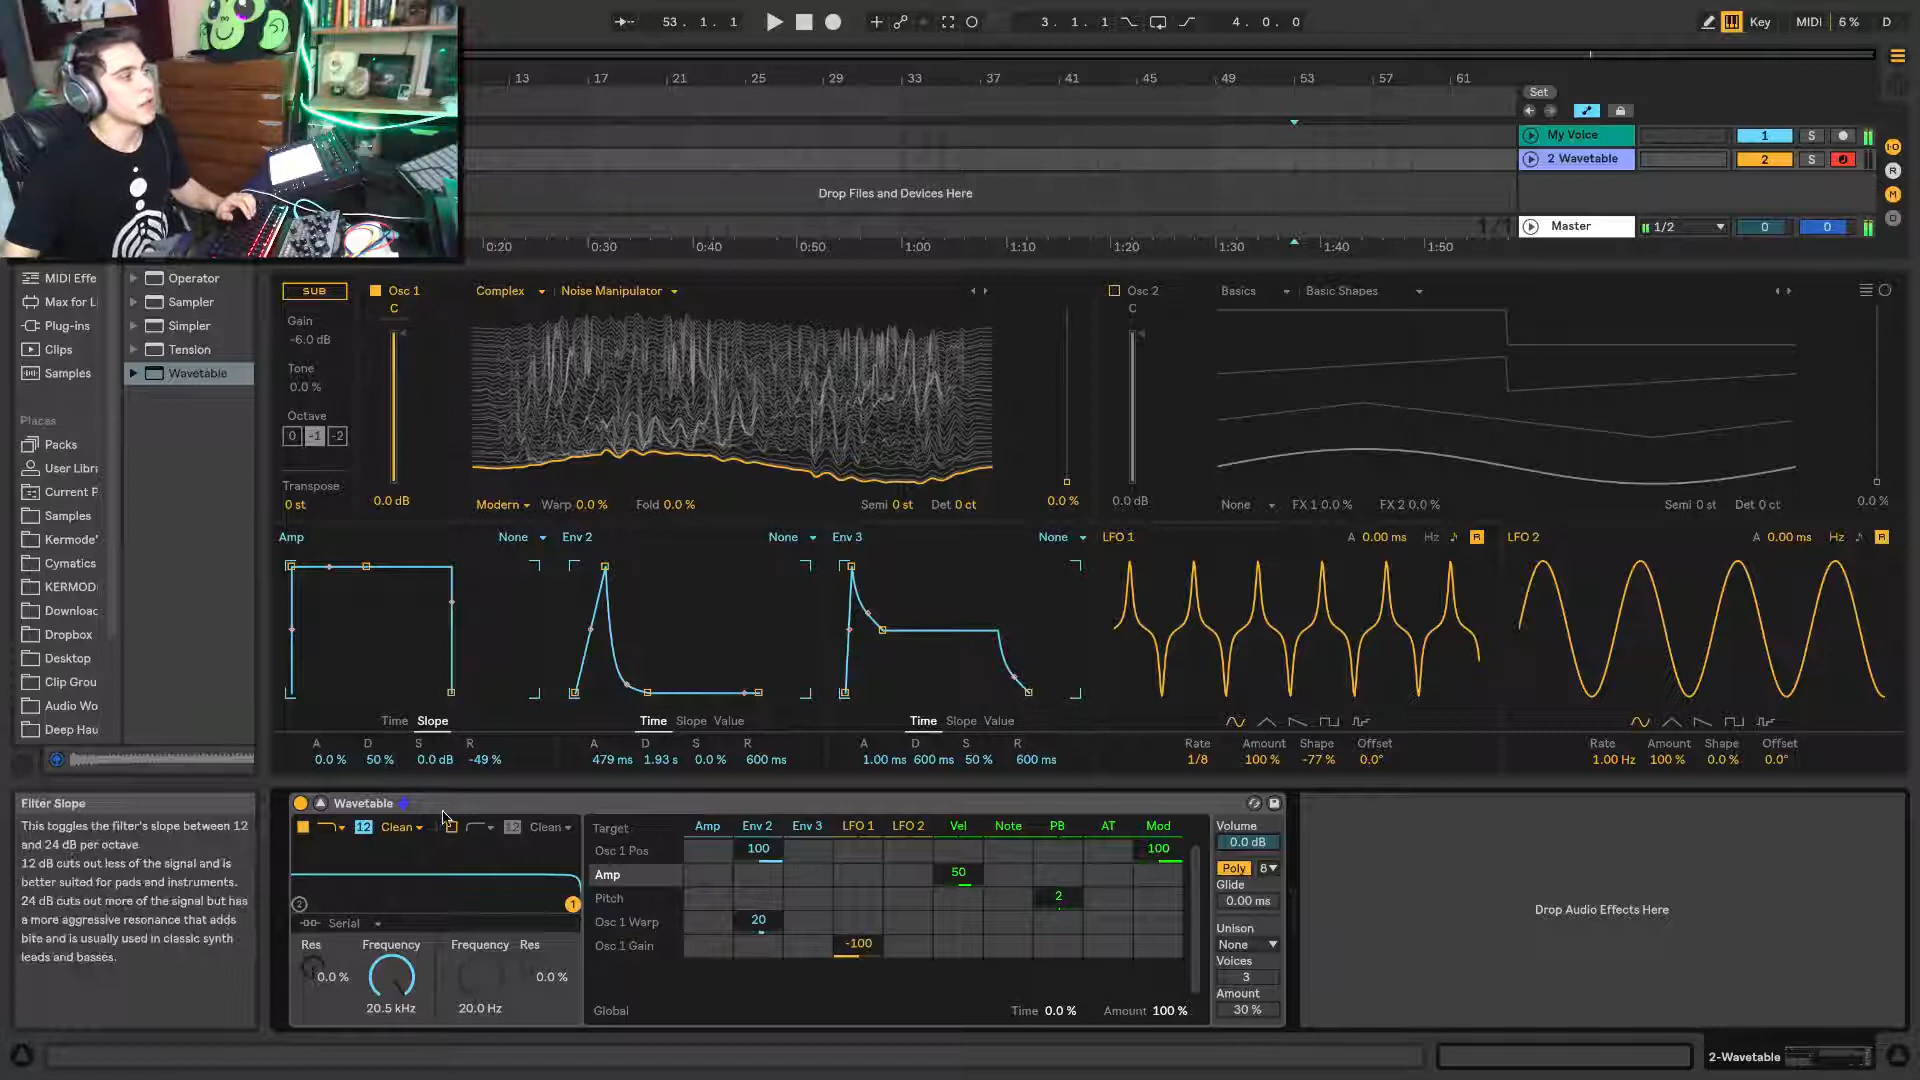 53. 1. 1
3. 1. 1
4. 0. 0
Key
MIDI
6 %
D
13 17 21 25 29 33 37 41 45 49 53 57 61
Set
My Voice 1 S
2 Wavetable 2 S
Drop Files and Devices Here
1/1
Master 1/2 0 0
0:20 0:30 0:40 0:50 1:00 1:10 1:20 1:30 1:40 1:50
I·O
R
M
D
MIDI Effe
Max for L
Plug-ins
Clips
Samples
Places
Packs
User Libr
Current P
Samples
Kermode'
Cymatics
KERMOD
Downloac
Dropbox
Desktop
Clip Grou
Audio Wo
Deep Hau
Operator
Sampler
Simpler
Tension
Wavetable
SUB
Gain
-6.0 dB
Tone
0.0 %
Octave
0 -1 -2
Transpose
0 st
Osc 1
C
Complex
Noise Manipulator
0.0 dB
Modern Warp 0.0 % Fold 0.0 % Semi 0 st Det 0 ct
0.0 %
Osc 2
C
Basics
Basic Shapes
0.0 dB
None FX 1 0.0 % FX 2 0.0 % Semi 0 st Det 0 ct
0.0 %
Amp None
Env 2 None
Env 3 None
LFO 1 A 0.00 ms Hz R
LFO 2 A 0.00 ms Hz R
Time Slope
Time Slope Value
Time Slope Value
A D S R
0.0 % 50 % 0.0 dB -49 %
A D S R
479 ms 1.93 s 0.0 % 600 ms
A D S R
1.00 ms 600 ms 50 % 600 ms
Rate Amount Shape Offset
1/8 100 % -77 % 0.0°
Rate Amount Shape Offset
1.00 Hz 100 % 0.0 % 0.0°
Filter Slope
This toggles the filter's slope between 12
and 24 dB per octave
12 dB cuts out less of the signal and is
better suited for pads and instruments.
24 dB cuts out more of the signal but has
a more aggressive resonance that adds
bite and is usually used in classic synth
leads and basses.
Wavetable
12 Clean
12 Clean
2
1
Serial
Res Frequency Frequency Res
0.0 % 0.0 %
20.5 kHz 20.0 Hz
Target Amp Env 2 Env 3 LFO 1 LFO 2 Vel Note PB AT Mod
Osc 1 Pos 100 100
Amp 50
Pitch 2
Osc 1 Warp 20
Osc 1 Gain -100
Global Time 0.0 % Amount 100 %
Volume
0.0 dB
Poly 8
Glide
0.00 ms
Unison
None
Voices
3
Amount
30 %
Drop Audio Effects Here
2-Wavetable